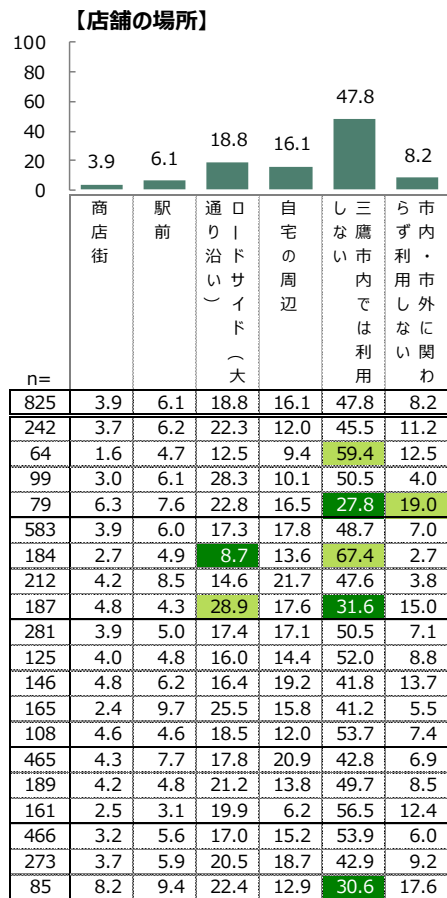 【店舗の場所】
100
80
60
40
20
0
3.9 6.1 18.8 16.1 47.8 8.2
商店街
駅前
ロードサイド（大
通り沿い）
自宅の周辺
三鷹市内では利用
しない
市内・市外に関わ
らず利用しない
n=
825 3.9 6.1 18.8 16.1 47.8 8.2
242 3.7 6.2 22.3 12.0 45.5 11.2
64 1.6 4.7 12.5 9.4 59.4 12.5
99 3.0 6.1 28.3 10.1 50.5 4.0
79 6.3 7.6 22.8 16.5 27.8 19.0
583 3.9 6.0 17.3 17.8 48.7 7.0
184 2.7 4.9 8.7 13.6 67.4 2.7
212 4.2 8.5 14.6 21.7 47.6 3.8
187 4.8 4.3 28.9 17.6 31.6 15.0
281 3.9 5.0 17.4 17.1 50.5 7.1
125 4.0 4.8 16.0 14.4 52.0 8.8
146 4.8 6.2 16.4 19.2 41.8 13.7
165 2.4 9.7 25.5 15.8 41.2 5.5
108 4.6 4.6 18.5 12.0 53.7 7.4
465 4.3 7.7 17.8 20.9 42.8 6.9
189 4.2 4.8 21.2 13.8 49.7 8.5
161 2.5 3.1 19.9 6.2 56.5 12.4
466 3.2 5.6 17.0 15.2 53.9 6.0
273 3.7 5.9 20.5 18.7 42.9 9.2
85 8.2 9.4 22.4 12.9 30.6 17.6